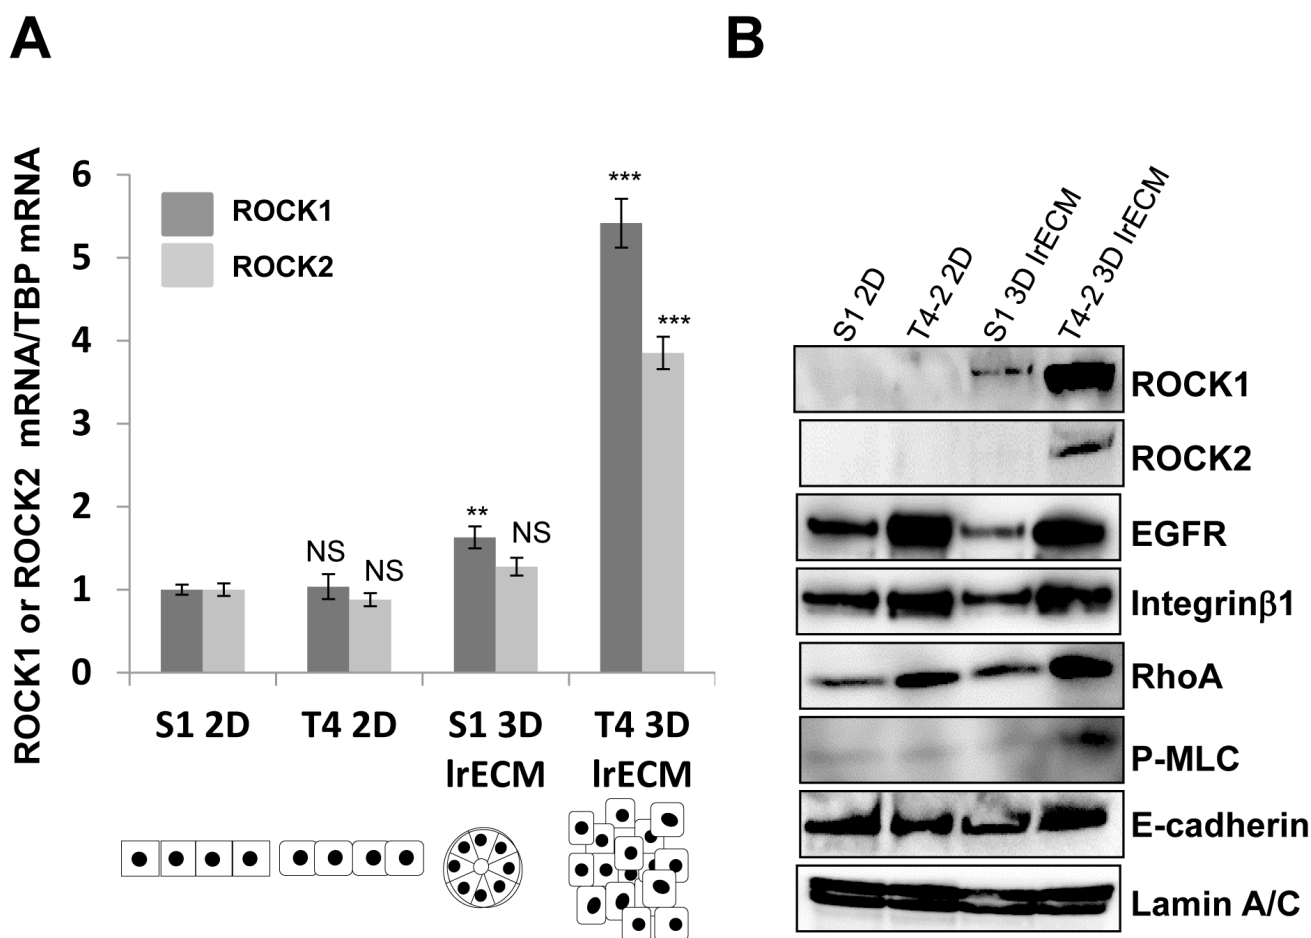 A
ROCK1 or ROCK2 mRNA/TBP mRNA
6
5
4
3
2
1
0
ROCK1
ROCK2
NS
NS
**
NS
***
***
S1 2D
T4 2D
S1 3D
lrECM
T4 3D
lrECM
B
S1 2D
T4-2 2D
S1 3D lrECM
T4-2 3D lrECM
ROCK1
ROCK2
EGFR
Integrinβ1
RhoA
P-MLC
E-cadherin
Lamin A/C